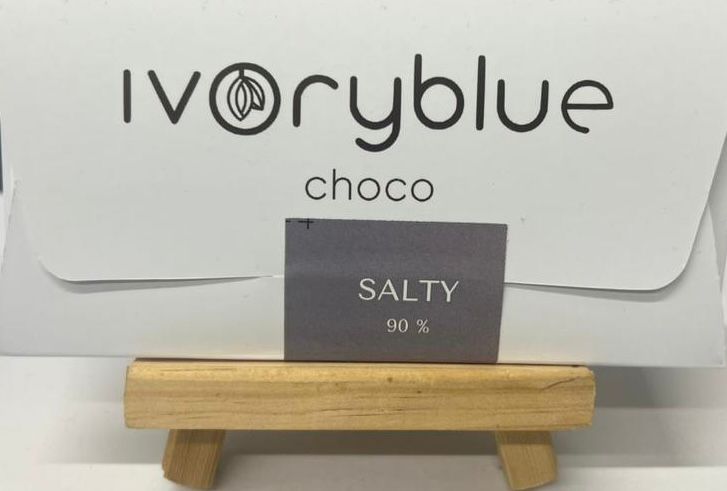 ivoryblue
choco
SALTY
90 %